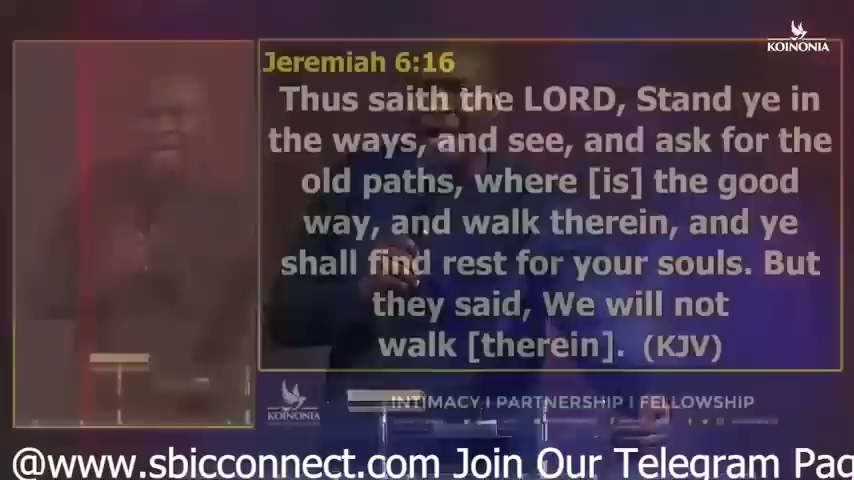 KOINONIA
Jeremiah 6:16
Thus saith the LORD, Stand ye in
the ways, and see, and ask for the
old paths, where [is] the good
way, and walk therein, and ye
shall find rest for your souls. But
they said, We will not
walk [therein]. (KJV)
KOINONIA
INTIMACY I PARTNERSHIP I FELLOWSHIP
@www.sbicconnect.com Join Our Telegram Pac